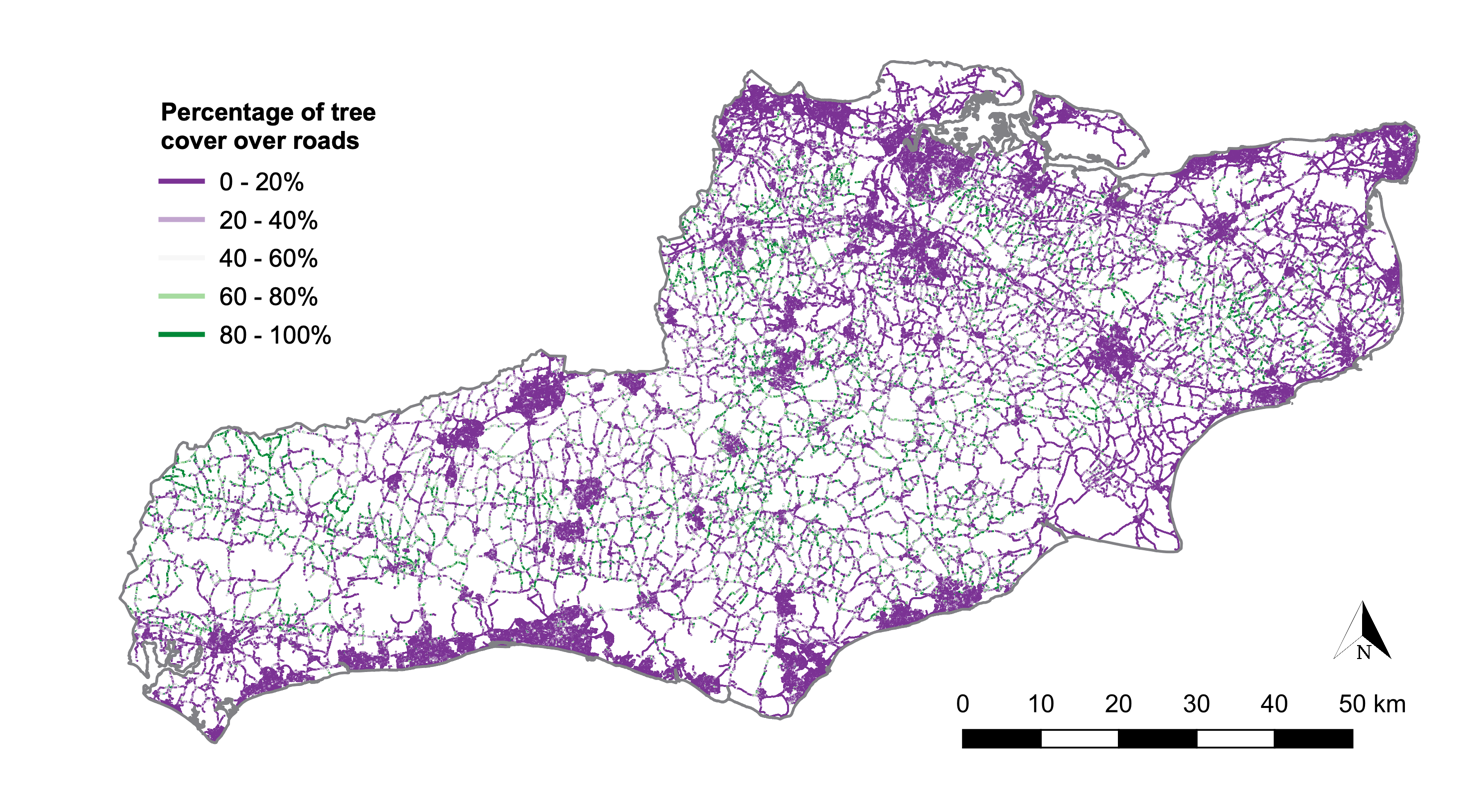 Percentage of tree
cover over roads
0 - 20%
20 - 40%
40 - 60%
60 - 80%
80 - 100%
N
0 10 20 30 40 50 km